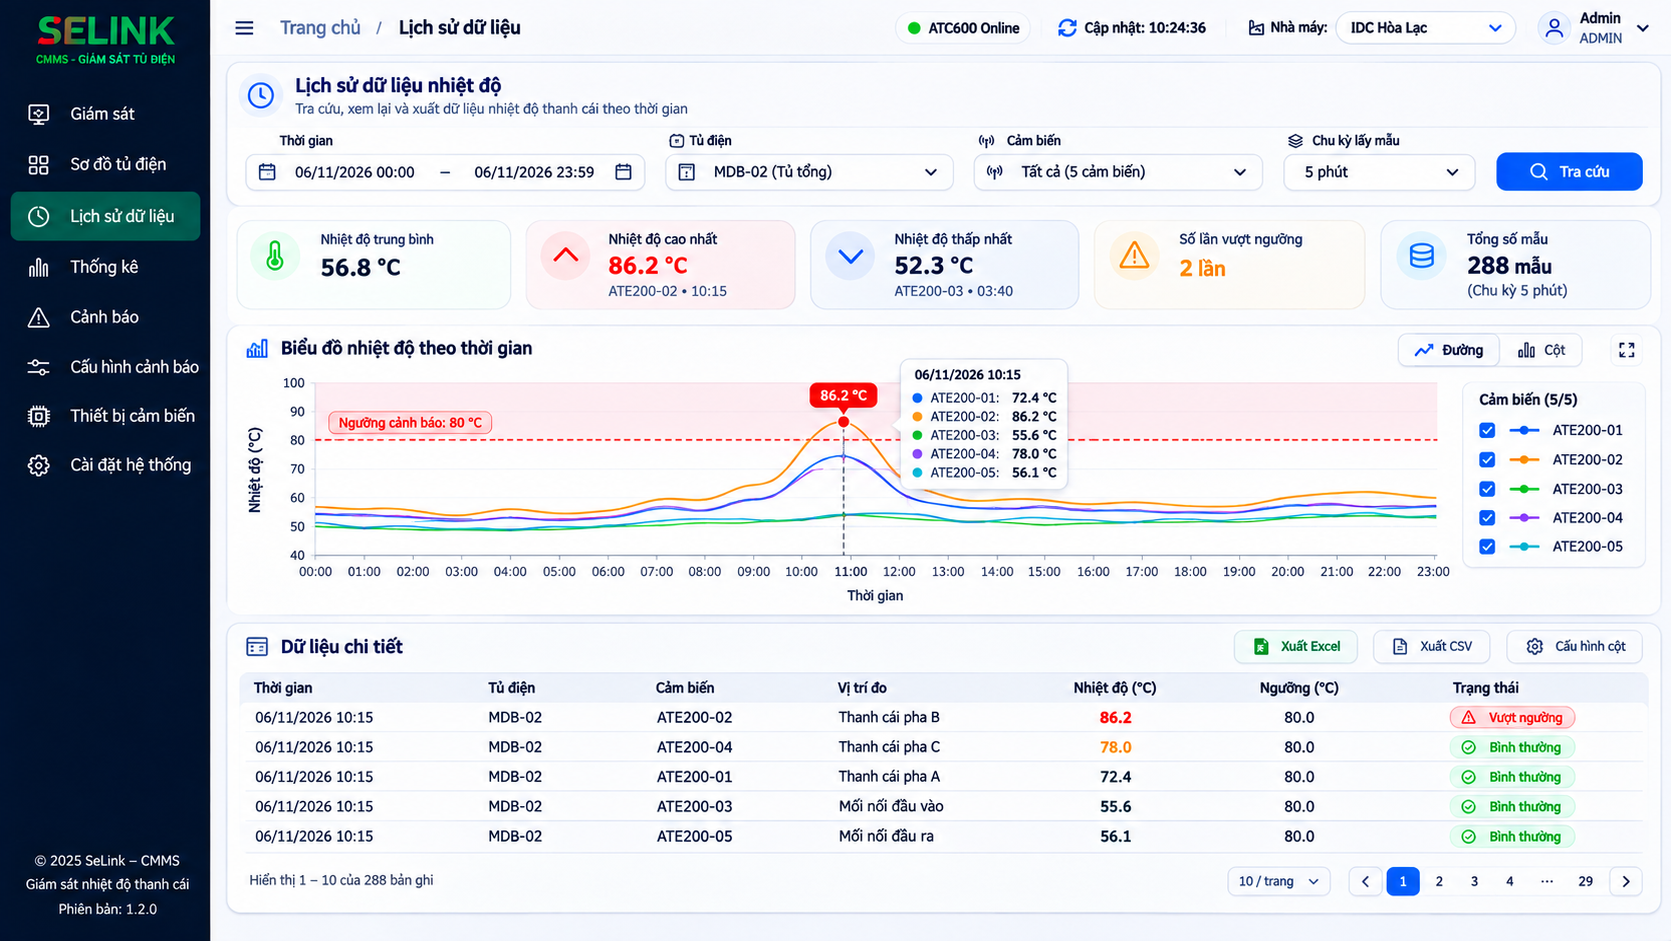 SELINK
CMMS - GIÁM SÁT TỦ ĐIỆN
Giám sát
Sơ đồ tủ điện
Lịch sử dữ liệu
Thống kê
Cảnh báo
Cấu hình cảnh báo
Thiết bị cảm biến
Cài đặt hệ thống
© 2025 SeLink – CMMS
Giám sát nhiệt độ thanh cái
Phiên bản: 1.2.0
Trang chủ / Lịch sử dữ liệu
ATC600 Online
Cập nhật: 10:24:36
Nhà máy: IDC Hòa Lạc
Admin
ADMIN
Lịch sử dữ liệu nhiệt độ
Tra cứu, xem lại và xuất dữ liệu nhiệt độ thanh cái theo thời gian
Thời gian
06/11/2026 00:00 – 06/11/2026 23:59
Tủ điện
MDB-02 (Tủ tổng)
Cảm biến
Tất cả (5 cảm biến)
Chu kỳ lấy mẫu
5 phút
Tra cứu
Nhiệt độ trung bình
56.8 °C
Nhiệt độ cao nhất
86.2 °C
ATE200-02 • 10:15
Nhiệt độ thấp nhất
52.3 °C
ATE200-03 • 03:40
Số lần vượt ngưỡng
2 lần
Tổng số mẫu
288 mẫu
(Chu kỳ 5 phút)
Biểu đồ nhiệt độ theo thời gian
Đường
Cột
Nhiệt độ (°C)
100
90
80
70
60
50
40
Ngưỡng cảnh báo: 80 °C
86.2 °C
06/11/2026 10:15
ATE200-01: 72.4 °C
ATE200-02: 86.2 °C
ATE200-03: 55.6 °C
ATE200-04: 78.0 °C
ATE200-05: 56.1 °C
00:00 01:00 02:00 03:00 04:00 05:00 06:00 07:00 08:00 09:00 10:00 11:00 12:00 13:00 14:00 15:00 16:00 17:00 18:00 19:00 20:00 21:00 22:00 23:00
Thời gian
Cảm biến (5/5)
ATE200-01
ATE200-02
ATE200-03
ATE200-04
ATE200-05
Dữ liệu chi tiết
Xuất Excel
Xuất CSV
Cấu hình cột
Thời gian Tủ điện Cảm biến Vị trí đo Nhiệt độ (°C) Ngưỡng (°C) Trạng thái
06/11/2026 10:15 MDB-02 ATE200-02 Thanh cái pha B 86.2 80.0 Vượt ngưỡng
06/11/2026 10:15 MDB-02 ATE200-04 Thanh cái pha C 78.0 80.0 Bình thường
06/11/2026 10:15 MDB-02 ATE200-01 Thanh cái pha A 72.4 80.0 Bình thường
06/11/2026 10:15 MDB-02 ATE200-03 Mối nối đầu vào 55.6 80.0 Bình thường
06/11/2026 10:15 MDB-02 ATE200-05 Mối nối đầu ra 56.1 80.0 Bình thường
Hiển thị 1 – 10 của 288 bản ghi
10 / trang
1 2 3 4 ... 29